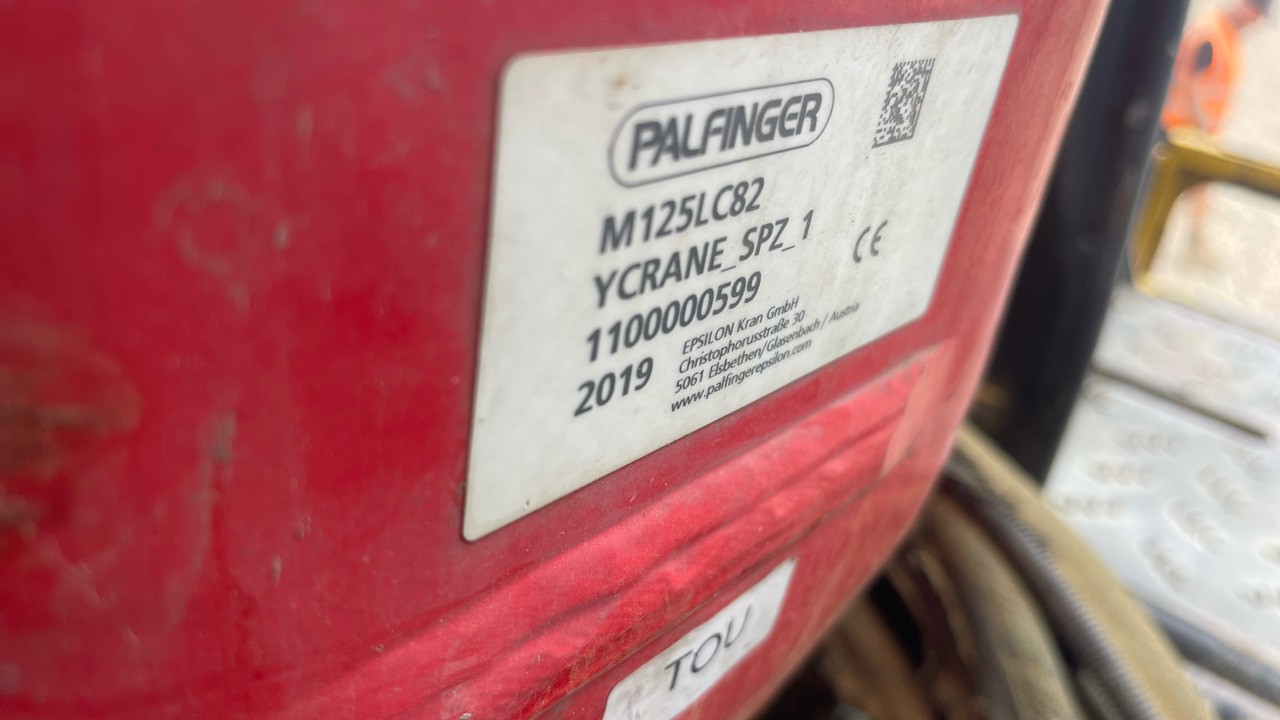 PALFINGER
M125LC82
YCRANE_SPZ_1
CE
1100000599
2019
EPSILON Kran GmbH
Christophorusstraße 30
5061 Elsbethen/Glasenbach / Austria
www.palfingerepsilon.com
TOU